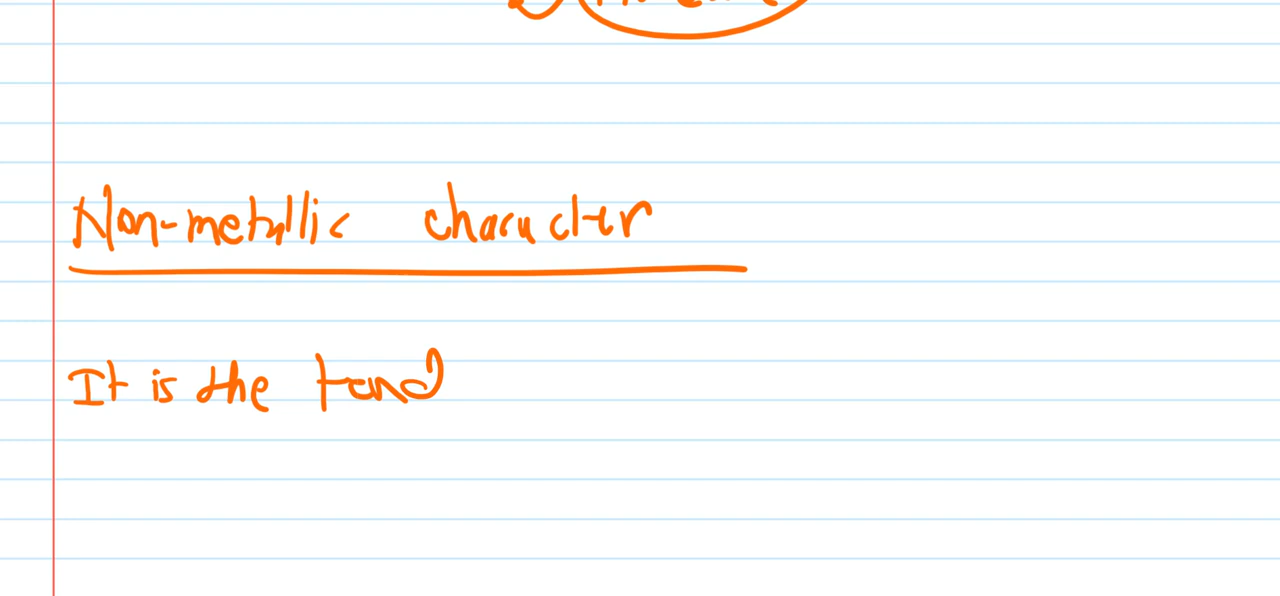 Non-metallic character
It is the tend